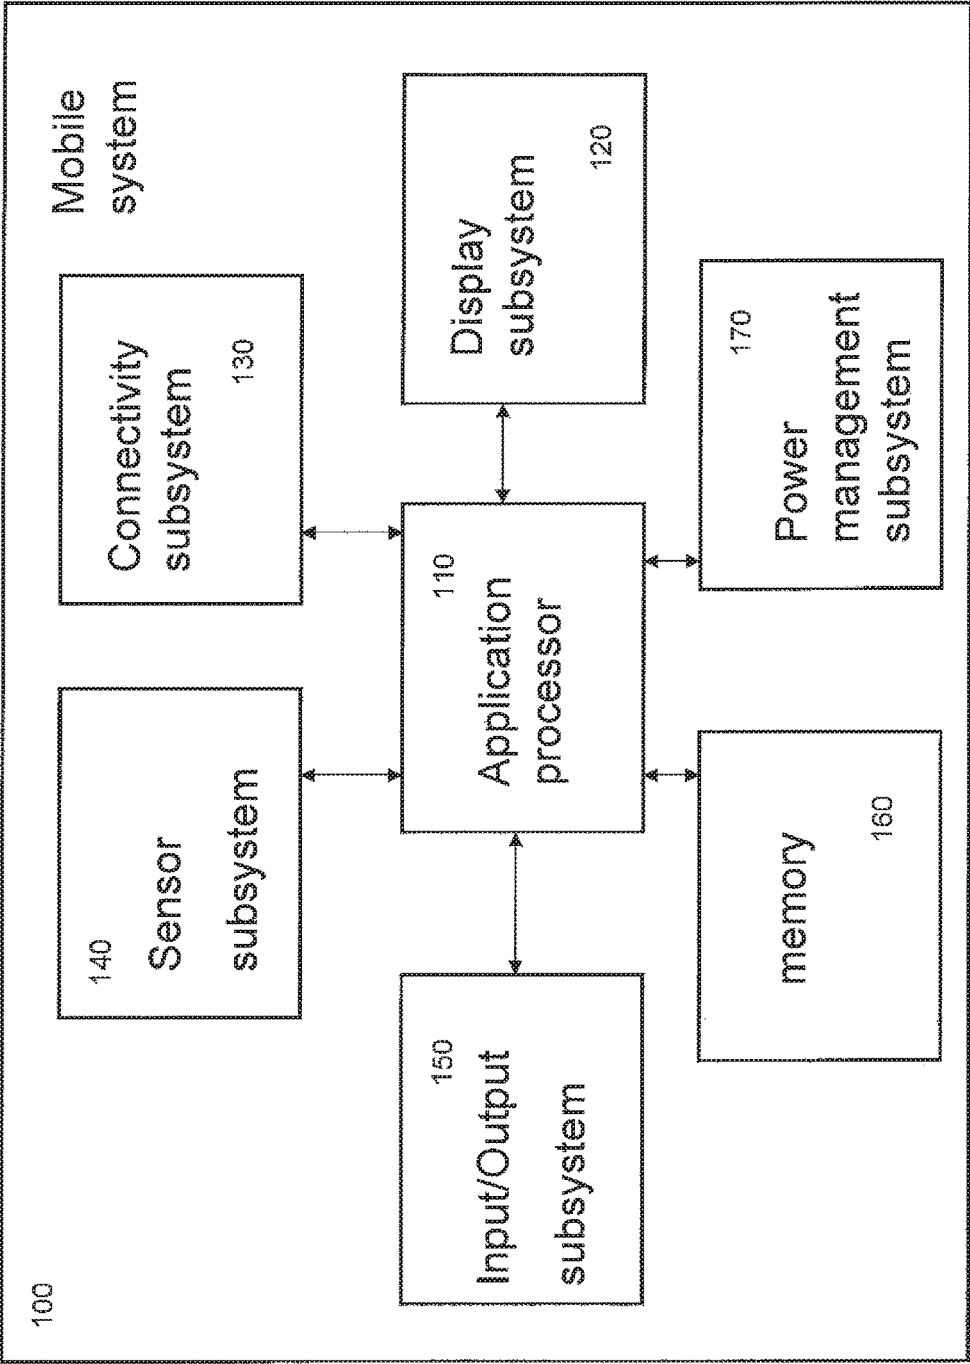 100
Mobile
system
140
Sensor
subsystem
Connectivity
subsystem
130
150
Input/Output
subsystem
110
Application
processor
Display
subsystem
120
memory
160
170
Power
management
subsystem